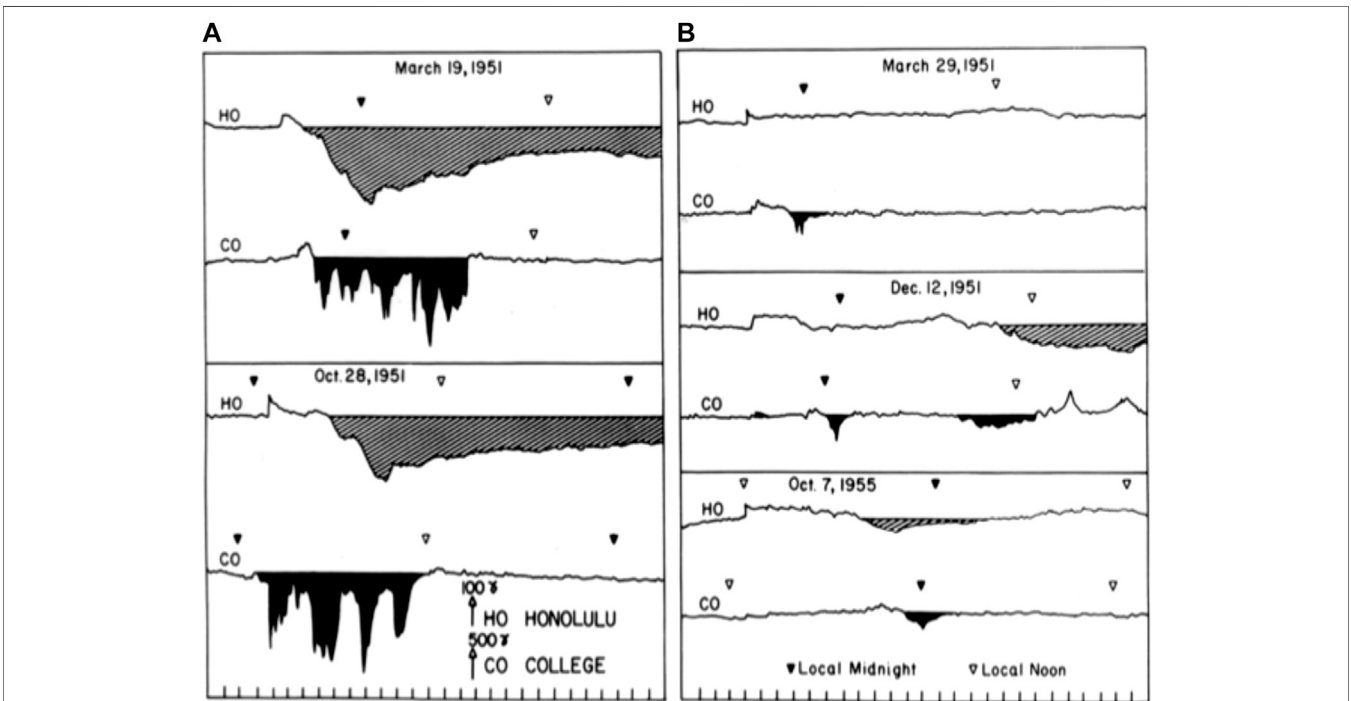 A
March 19, 1951
HO
CO
Oct. 28, 1951
HO
CO
100 γ
HO HONOLULU
500 γ
CO COLLEGE
B
March 29, 1951
HO
CO
Dec. 12, 1951
HO
CO
Oct. 7, 1955
HO
CO
Local Midnight
Local Noon